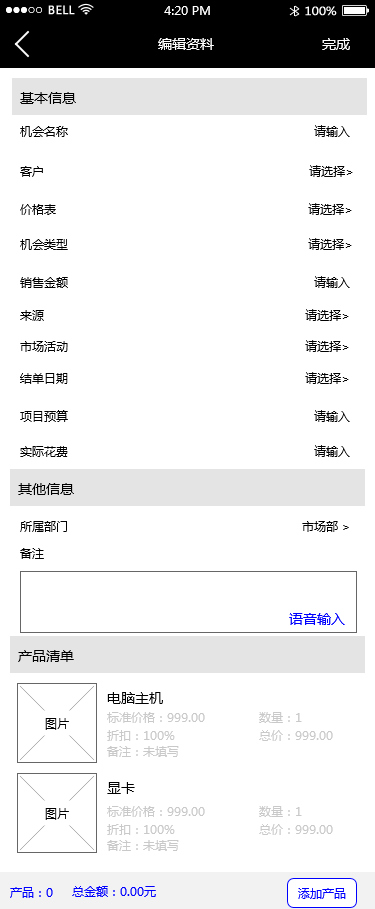 BELL 4:20 PM 100%
编辑资料 完成
基本信息
机会名称 请输入
客户 请选择>
价格表 请选择>
机会类型 请选择>
销售金额 请输入
来源 请选择>
市场活动 请选择>
结单日期 请选择>
项目预算 请输入
实际花费 请输入
其他信息
所属部门 市场部 >
备注
语音输入
产品清单
图片
电脑主机
标准价格：999.00 数量：1
折扣：100% 总价：999.00
备注：未填写
图片
显卡
标准价格：999.00 数量：1
折扣：100% 总价：999.00
备注：未填写
产品：0 总金额：0.00元 添加产品